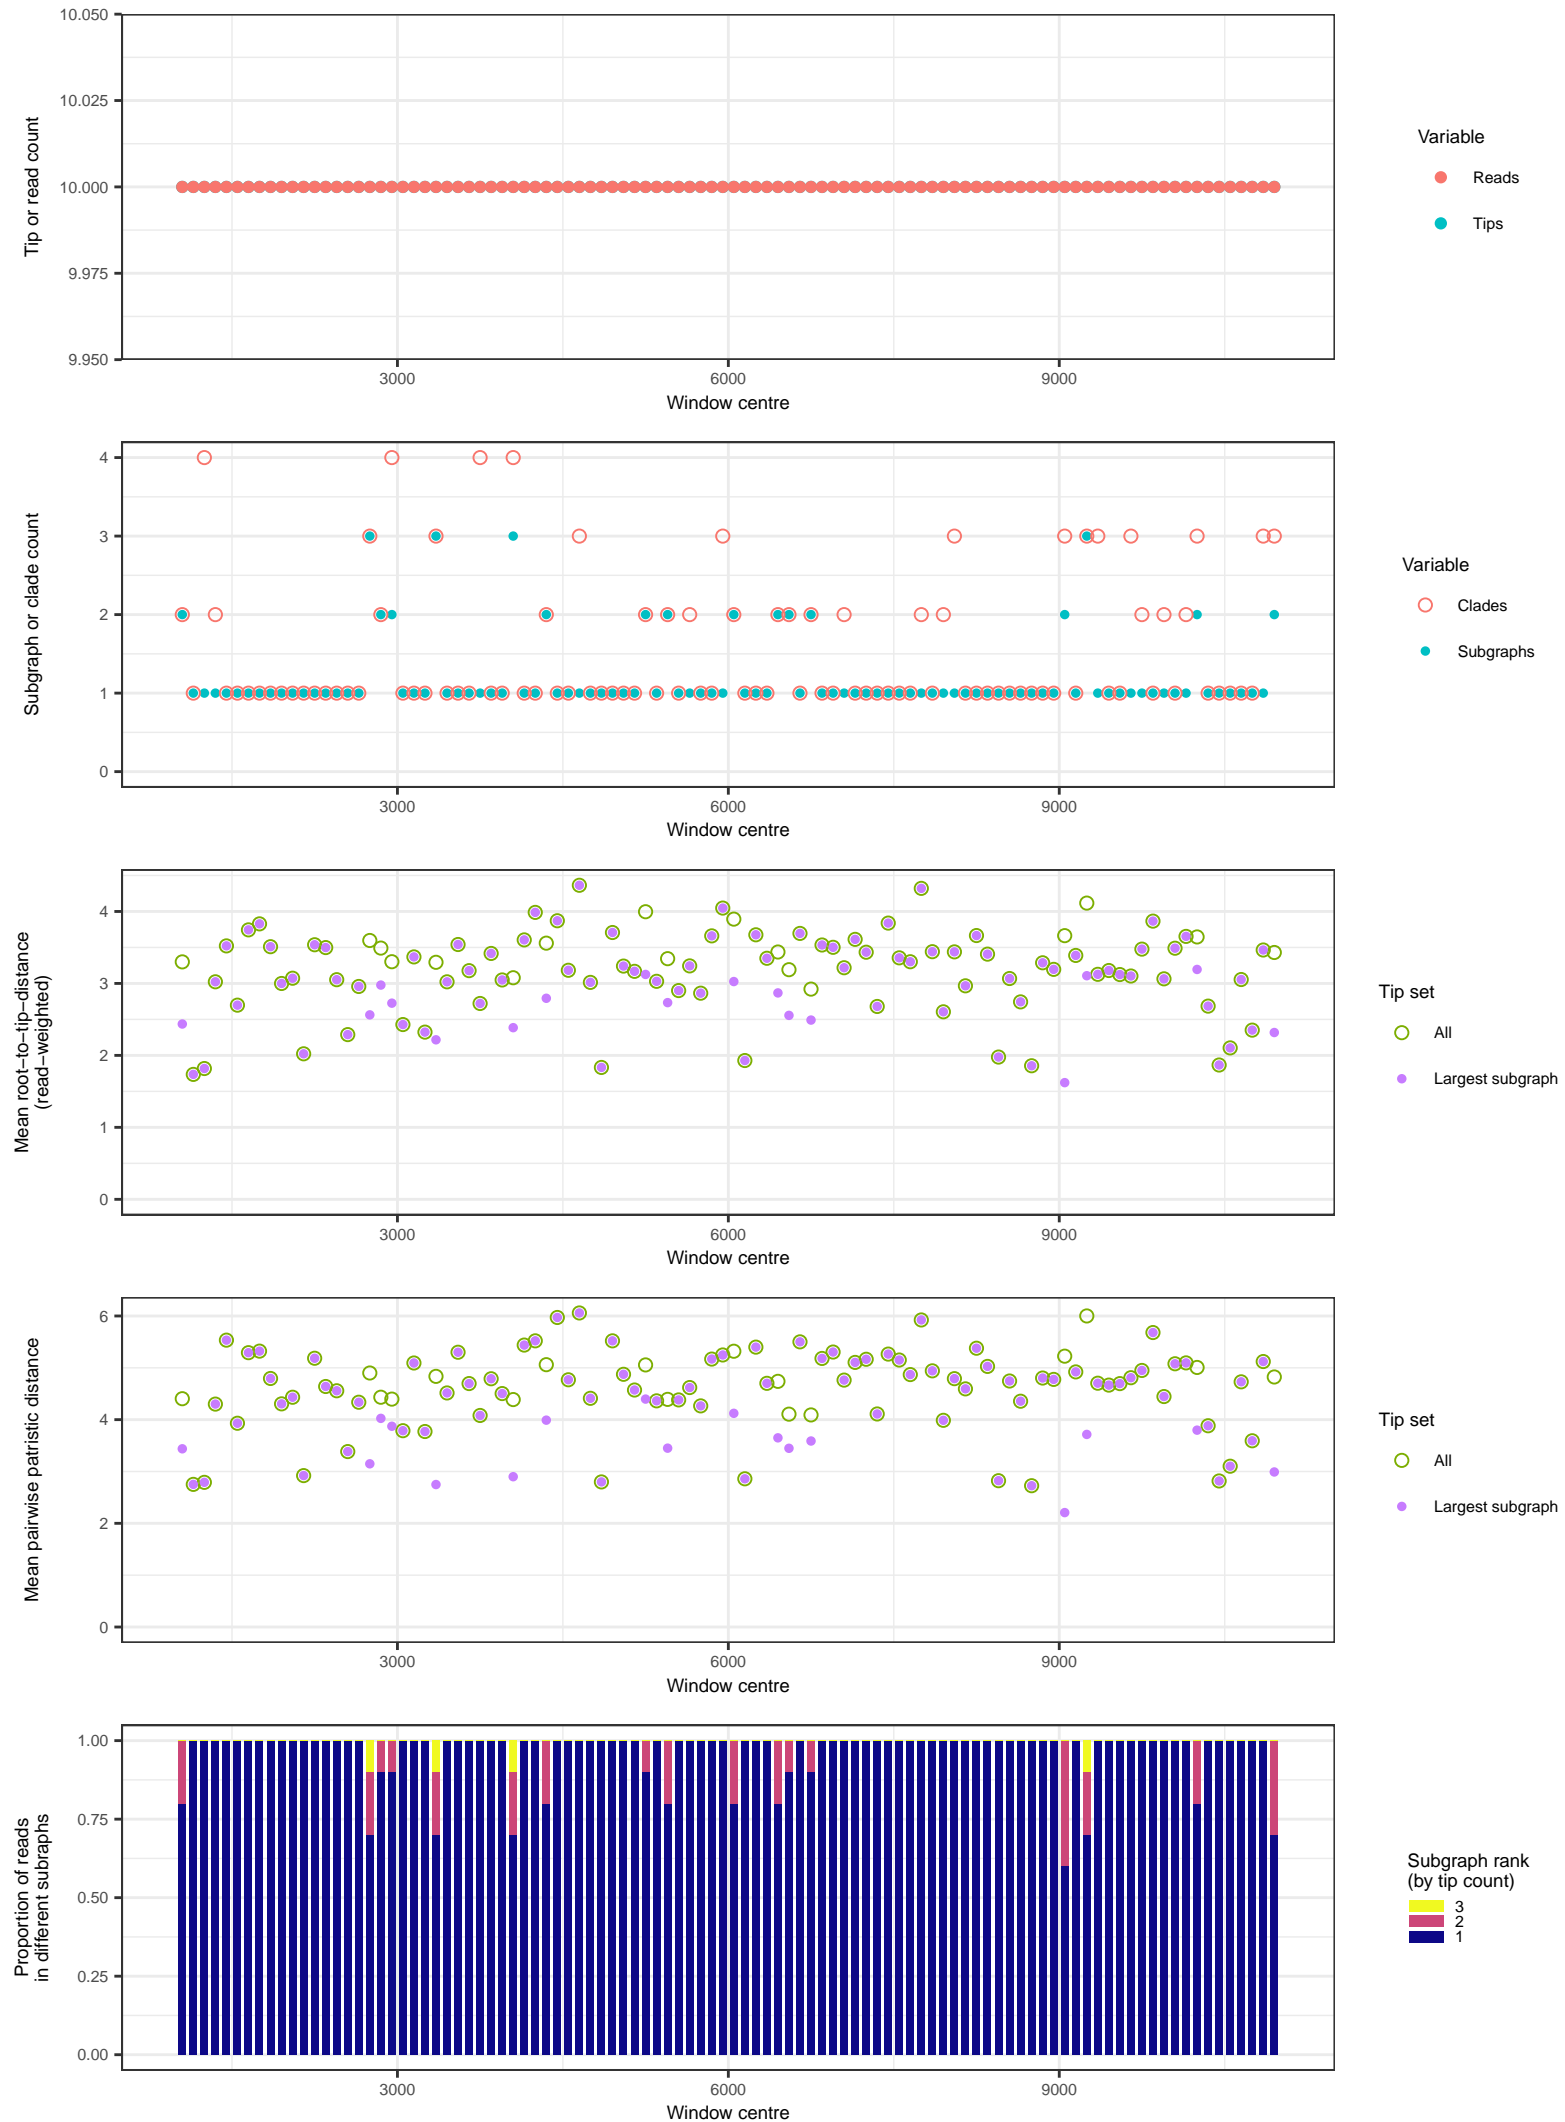 10.050
10.025
10.000
9.975
9.950
Tip or read count
3000
6000
9000
Window centre
Variable
Reads
Tips
4
3
2
1
0
Subgraph or clade count
3000
6000
9000
Window centre
Variable
Clades
Subgraphs
4
3
2
1
0
Mean root−to−tip−distance
(read−weighted)
3000
6000
9000
Window centre
Tip set
All
Largest subgraph
6
4
2
0
Mean pairwise patristic distance
3000
6000
9000
Window centre
Tip set
All
Largest subgraph
1.00
0.75
0.50
0.25
0.00
Proportion of reads
in different subraphs
3000
6000
9000
Window centre
Subgraph rank
(by tip count)
3
2
1